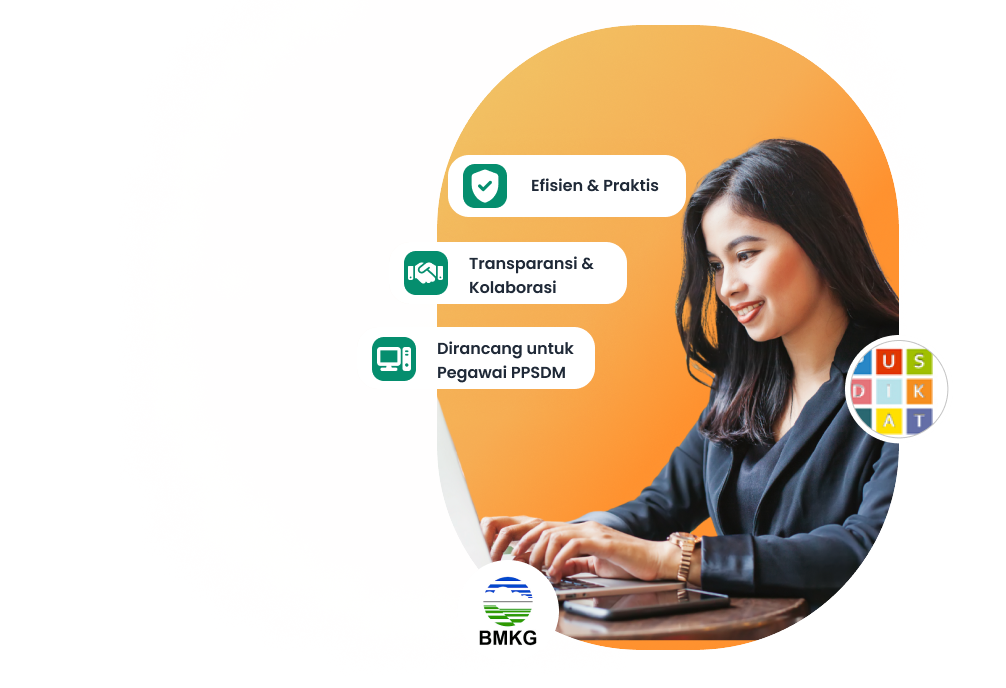 Efisien & Praktis
Transparansi &
Kolaborasi
Dirancang untuk
Pegawai PPSDM
U S
D I K
A T
BMKG